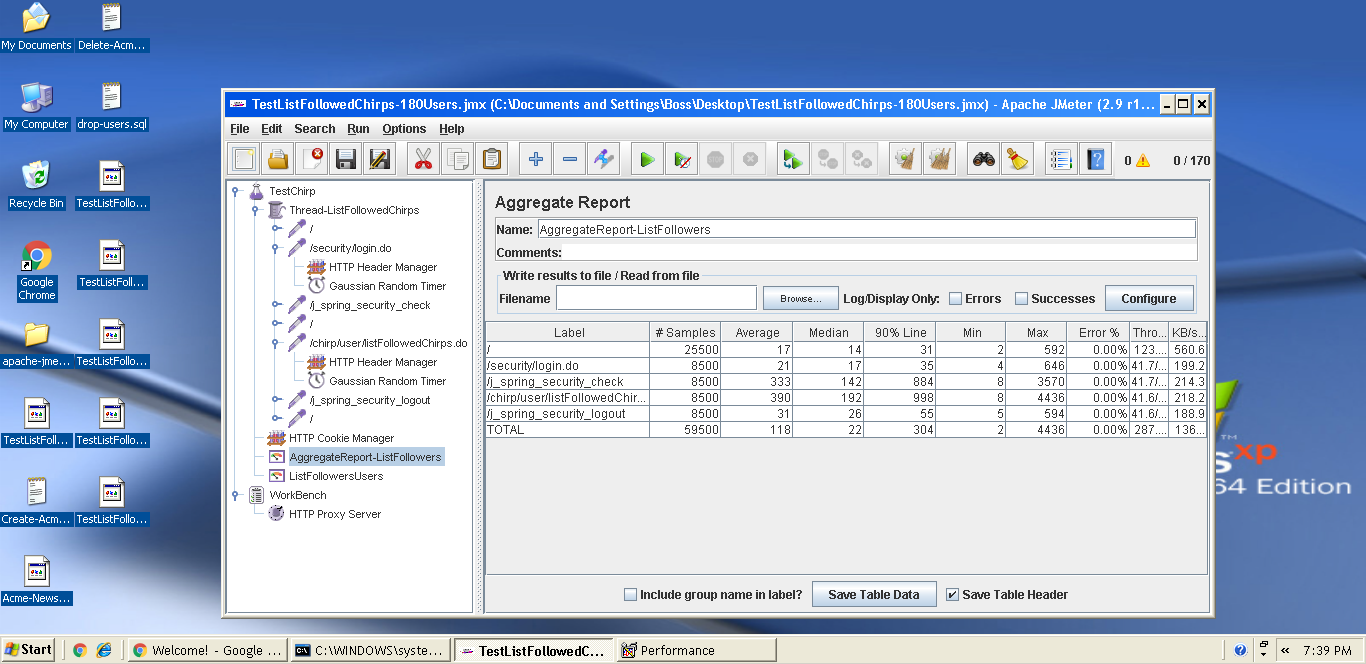 My Documents
Delete-Acm...
My Computer
drop-users.sql
Recycle Bin
TestListFollo...
Google
Chrome
TestListFoll...
apache-jme...
TestListFollo...
TestListFoll...
TestListFollo...
Create-Acm...
TestListFollo...
Acme-News...
TestListFollowedChirps-180Users.jmx (C:\Documents and Settings\Boss\Desktop\TestListFollowedChirps-180Users.jmx) - Apache JMeter (2.9 r1...
File Edit Search Run Options Help
0 0 / 170
TestChirp
Thread-ListFollowedChirps
/
/security/login.do
HTTP Header Manager
Gaussian Random Timer
/j_spring_security_check
/
/chirp/user/listFollowedChirps.do
HTTP Header Manager
Gaussian Random Timer
/j_spring_security_logout
/
HTTP Cookie Manager
AggregateReport-ListFollowers
ListFollowersUsers
WorkBench
HTTP Proxy Server
Aggregate Report
Name: AggregateReport-ListFollowers
Comments:
Write results to file / Read from file
Filename Browse... Log/Display Only: Errors Successes Configure
Label # Samples Average Median 90% Line Min Max Error % Thro... KB/s...
/ 25500 17 14 31 2 592 0.00% 123.... 560.6
/security/login.do 8500 21 17 35 4 646 0.00% 41.7/... 199.2
/j_spring_security_check 8500 333 142 884 8 3570 0.00% 41.7/... 214.3
/chirp/user/listFollowedChir... 8500 390 192 998 8 4436 0.00% 41.6/... 218.2
/j_spring_security_logout 8500 31 26 55 5 594 0.00% 41.6/... 188.9
TOTAL 59500 118 22 304 2 4436 0.00% 287.... 136...
Include group name in label? Save Table Data Save Table Header
TM
s xp
64 Edition
Start Welcome! - Google ... C:\WINDOWS\syste... TestListFollowedC... Performance « 7:39 PM